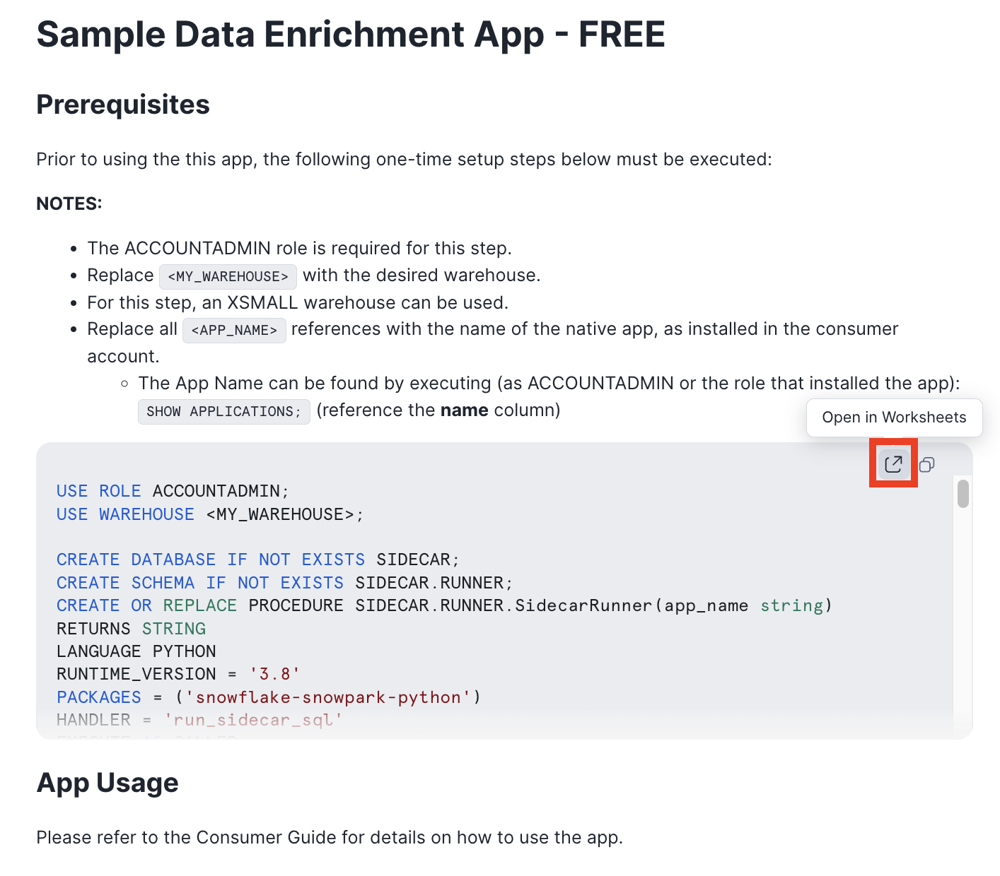 Sample Data Enrichment App - FREE
Prerequisites
Prior to using the this app, the following one-time setup steps below must be executed:
NOTES:
• The ACCOUNTADMIN role is required for this step.
• Replace <MY_WAREHOUSE> with the desired warehouse.
• For this step, an XSMALL warehouse can be used.
• Replace all <APP_NAME> references with the name of the native app, as installed in the consumer
account.
◦ The App Name can be found by executing (as ACCOUNTADMIN or the role that installed the app):
SHOW APPLICATIONS; (reference the name column)
Open in Worksheets
USE ROLE ACCOUNTADMIN;
USE WAREHOUSE <MY_WAREHOUSE>;
CREATE DATABASE IF NOT EXISTS SIDECAR;
CREATE SCHEMA IF NOT EXISTS SIDECAR.RUNNER;
CREATE OR REPLACE PROCEDURE SIDECAR.RUNNER.SidecarRunner(app_name string)
RETURNS STRING
LANGUAGE PYTHON
RUNTIME_VERSION = '3.8'
PACKAGES = ('snowflake-snowpark-python')
HANDLER = 'run_sidecar_sql'
App Usage
Please refer to the Consumer Guide for details on how to use the app.